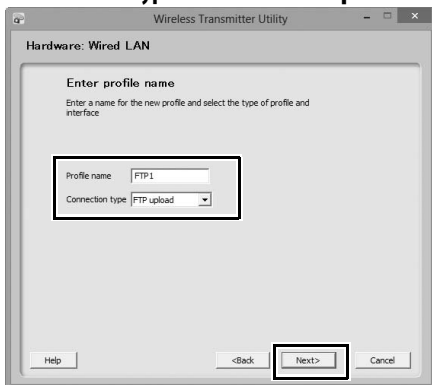 Wireless Transmitter Utility
Hardware: Wired LAN
Enter profile name
Enter a name for the new profile and select the type of profile and
interface
Profile name FTP1
Connection type FTP upload
Help <Back Next> Cancel